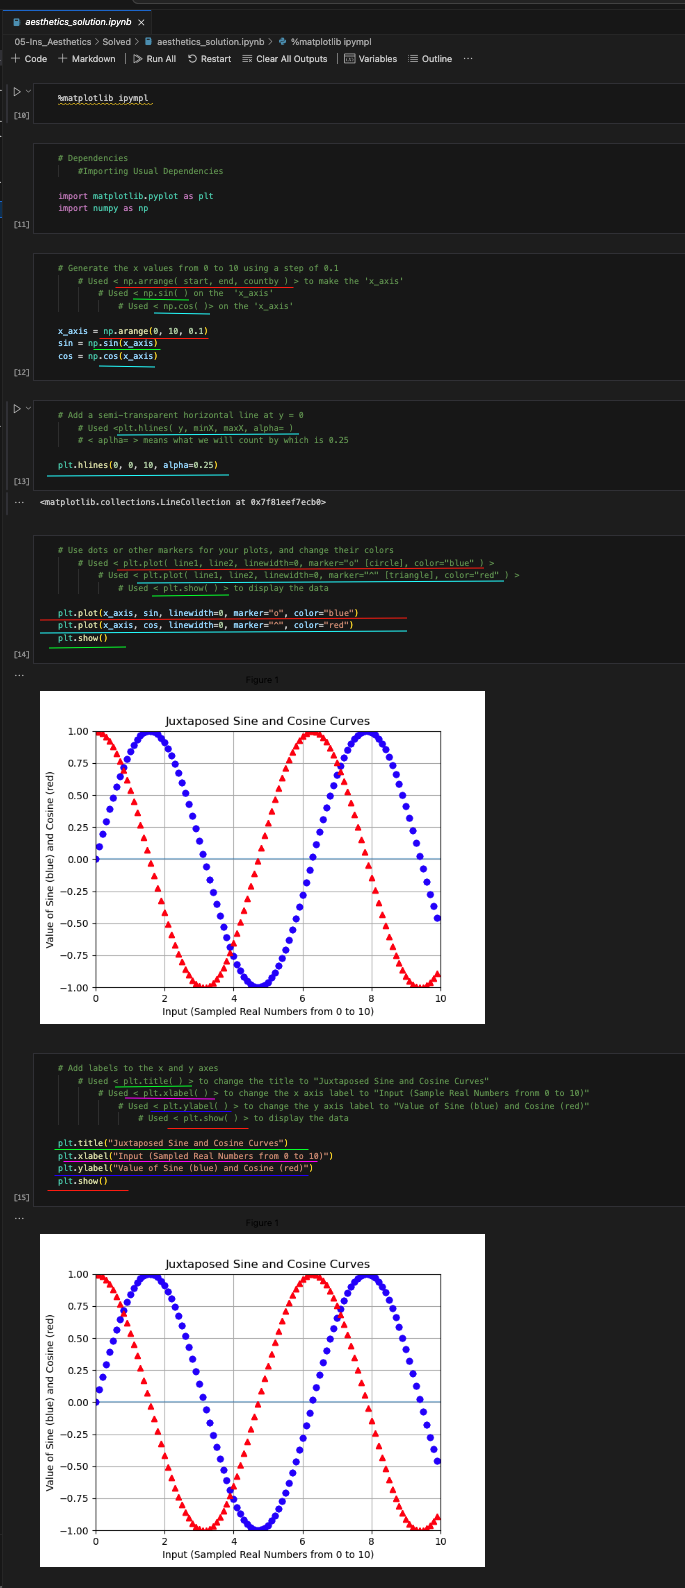 aesthetics_solution.ipynb ×
05-Ins_Aesthetics > Solved > aesthetics_solution.ipynb > %matplotlib ipympl
+ Code + Markdown | Run All Restart Clear All Outputs | Variables Outline ...
%matplotlib ipympl
[10]
# Dependencies
#Importing Usual Dependencies
import matplotlib.pyplot as plt
import numpy as np
[11]
# Generate the x values from 0 to 10 using a step of 0.1
# Used < np.arrange( start, end, countby ) > to make the 'x_axis'
# Used < np.sin( ) on the 'x_axis'
# Used < np.cos( )> on the 'x_axis'
x_axis = np.arange(0, 10, 0.1)
sin = np.sin(x_axis)
cos = np.cos(x_axis)
[12]
# Add a semi-transparent horizontal line at y = 0
# Used <plt.hlines( y, minX, maxX, alpha= )
# < aplha= > means what we will count by which is 0.25
plt.hlines(0, 0, 10, alpha=0.25)
[13]
... <matplotlib.collections.LineCollection at 0x7f81eef7ecb0>
# Use dots or other markers for your plots, and change their colors
# Used < plt.plot( line1, line2, linewidth=0, marker="o" [circle], color="blue" ) >
# Used < plt.plot( line1, line2, linewidth=0, marker="^" [triangle], color="red" ) >
# Used < plt.show( ) > to display the data
plt.plot(x_axis, sin, linewidth=0, marker="o", color="blue")
plt.plot(x_axis, cos, linewidth=0, marker="^", color="red")
plt.show()
[14]
...
Figure 1
Juxtaposed Sine and Cosine Curves
1.00
0.75
0.50
0.25
0.00
−0.25
−0.50
−0.75
−1.00
Value of Sine (blue) and Cosine (red)
0 2 4 6 8 10
Input (Sampled Real Numbers from 0 to 10)
# Add labels to the x and y axes
# Used < plt.title( ) > to change the title to "Juxtaposed Sine and Cosine Curves"
# Used < plt.xlabel( ) > to change the x axis label to "Input (Sample Real Numbers fronm 0 to 10)"
# Used < plt.ylabel( ) > to change the y axis label to "Value of Sine (blue) and Cosine (red)"
# Used < plt.show( ) > to display the data
plt.title("Juxtaposed Sine and Cosine Curves")
plt.xlabel("Input (Sampled Real Numbers from 0 to 10)")
plt.ylabel("Value of Sine (blue) and Cosine (red)")
plt.show()
[15]
...
Figure 1
Juxtaposed Sine and Cosine Curves
1.00
0.75
0.50
0.25
0.00
−0.25
−0.50
−0.75
−1.00
Value of Sine (blue) and Cosine (red)
0 2 4 6 8 10
Input (Sampled Real Numbers from 0 to 10)